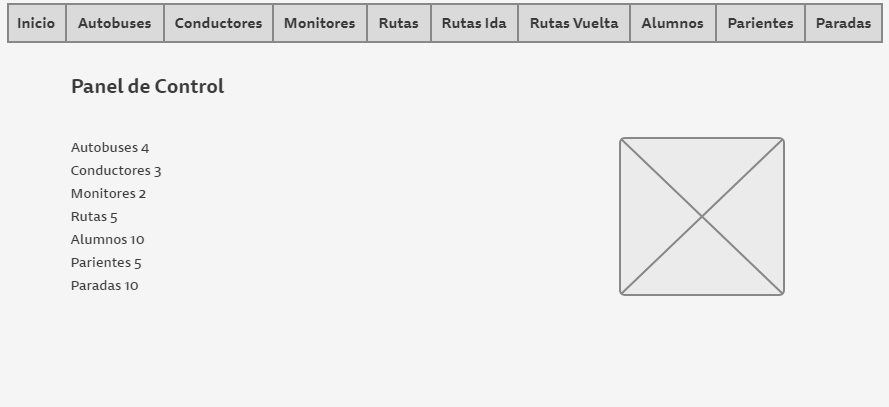 Inicio Autobuses Conductores Monitores Rutas Rutas Ida Rutas Vuelta Alumnos Parientes Paradas
Panel de Control
Autobuses 4
Conductores 3
Monitores 2
Rutas 5
Alumnos 10
Parientes 5
Paradas 10